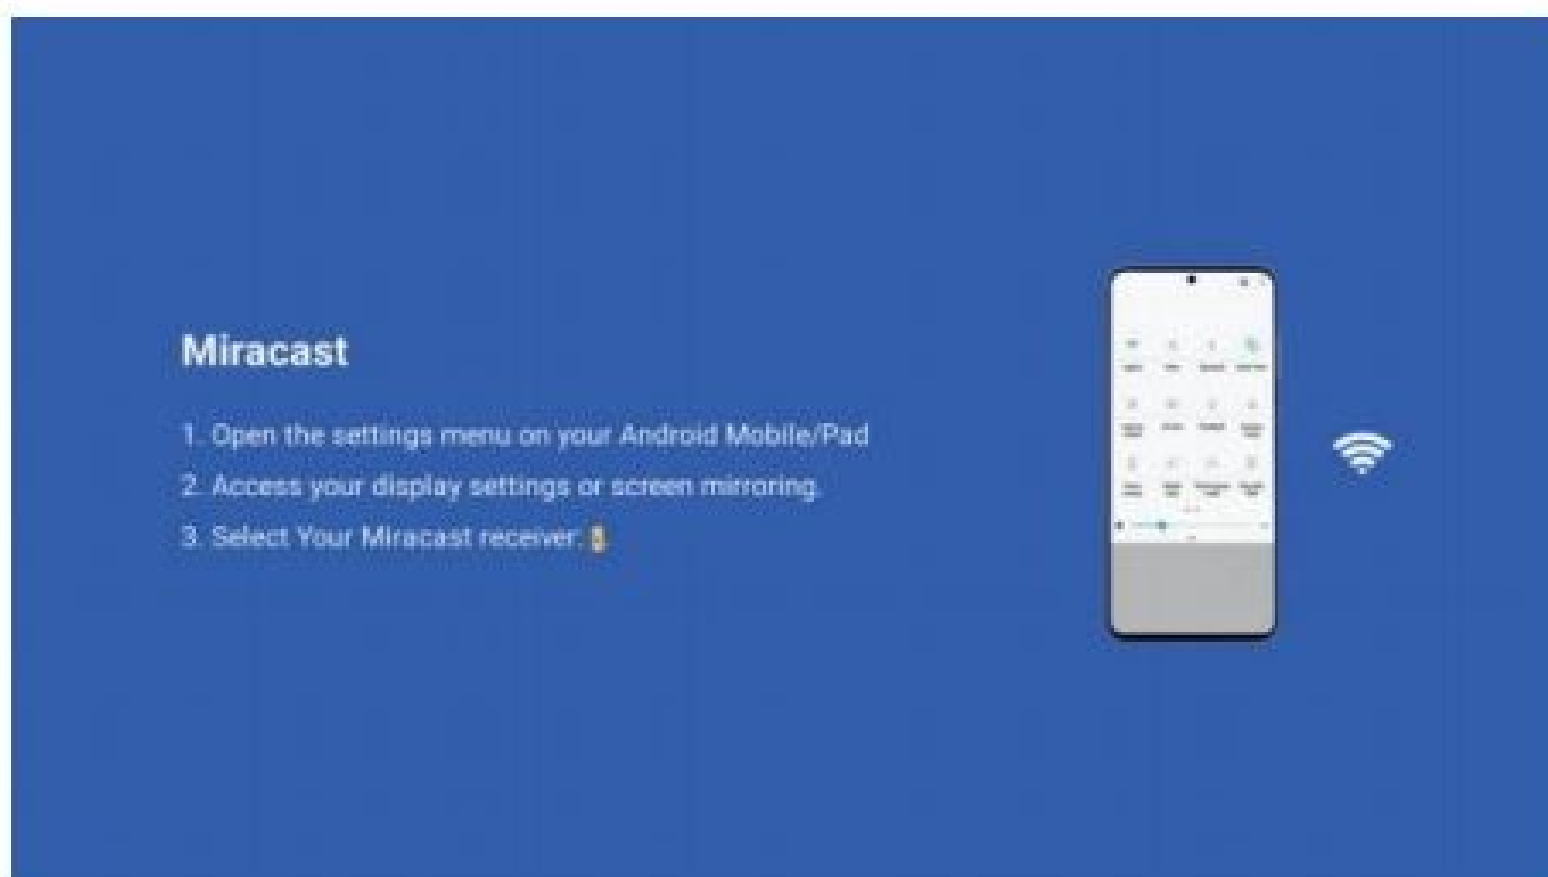 Miracast
1. Open the settings menu on your Android Mobile/Pad
2. Access your display settings or screen mirroring.
3. Select Your Miracast receiver: